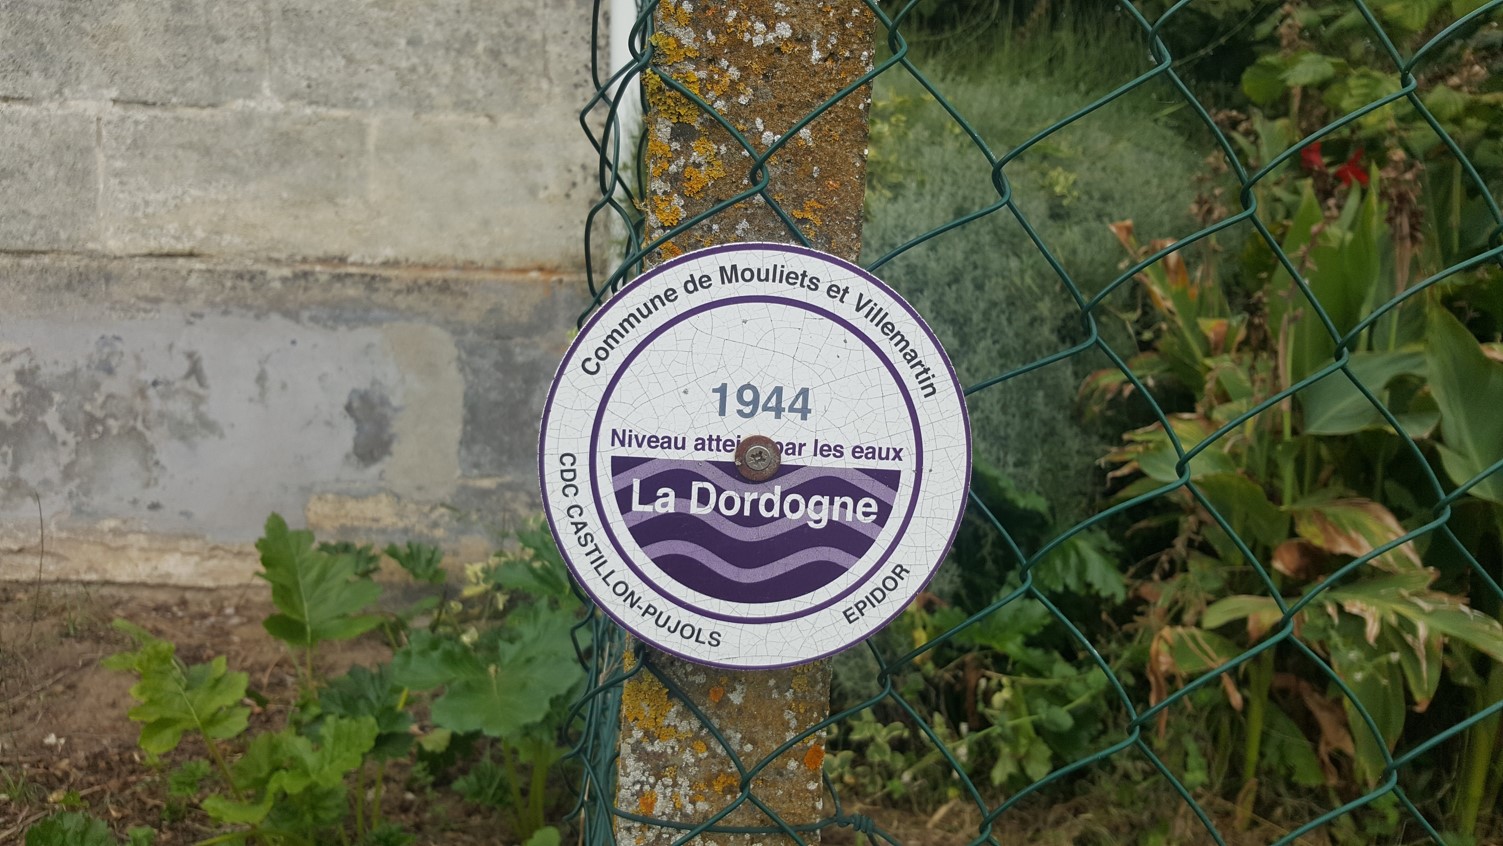 Commune de Mouliets et Villemartin
1944
Niveau par les eaux
La Dordogne
CDC CASTILLON-PUJOLS
EPIDOR